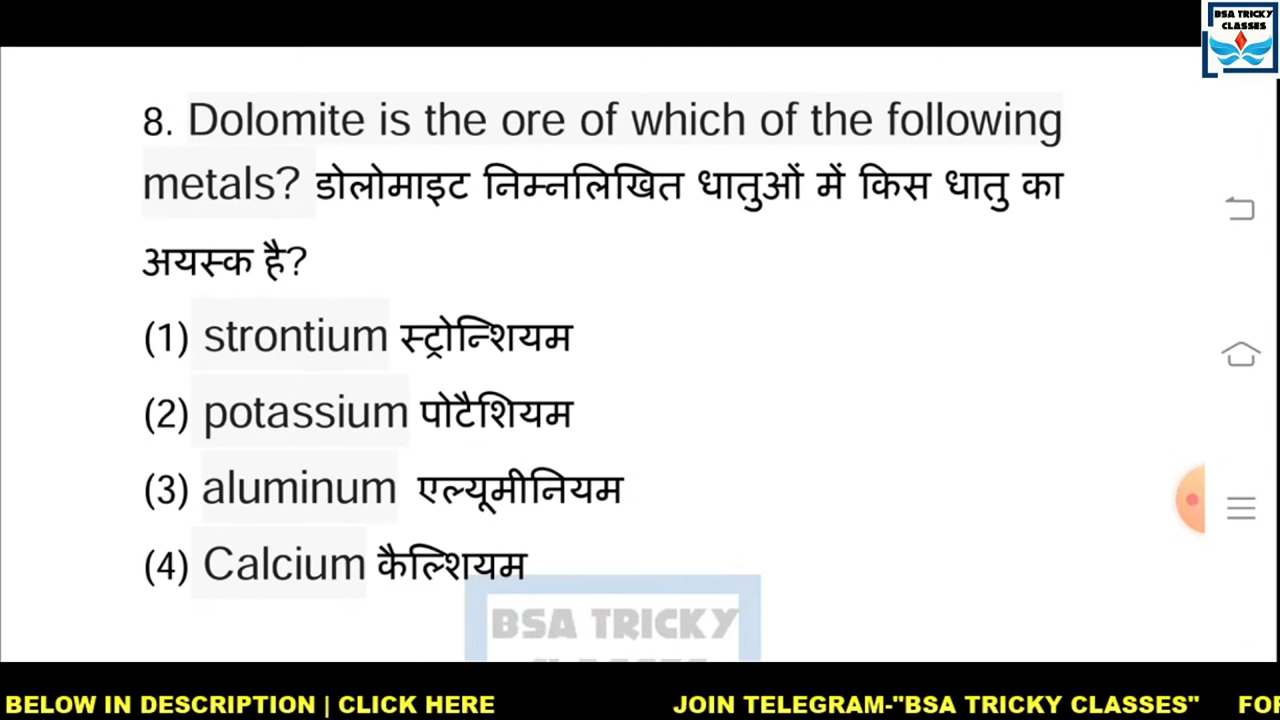 BSA TRICKY
CLASSES
8. Dolomite is the ore of which of the following
metals? डोलोमाइट निम्नलिखित धातुओं में किस धातु का
अयस्क है?
(1) strontium स्ट्रोन्शियम
(2) potassium पोटैशियम
(3) aluminum एल्यूमीनियम
(4) Calcium कैल्शियम
BSA TRICKY
BELOW IN DESCRIPTION | CLICK HERE JOIN TELEGRAM-"BSA TRICKY CLASSES"